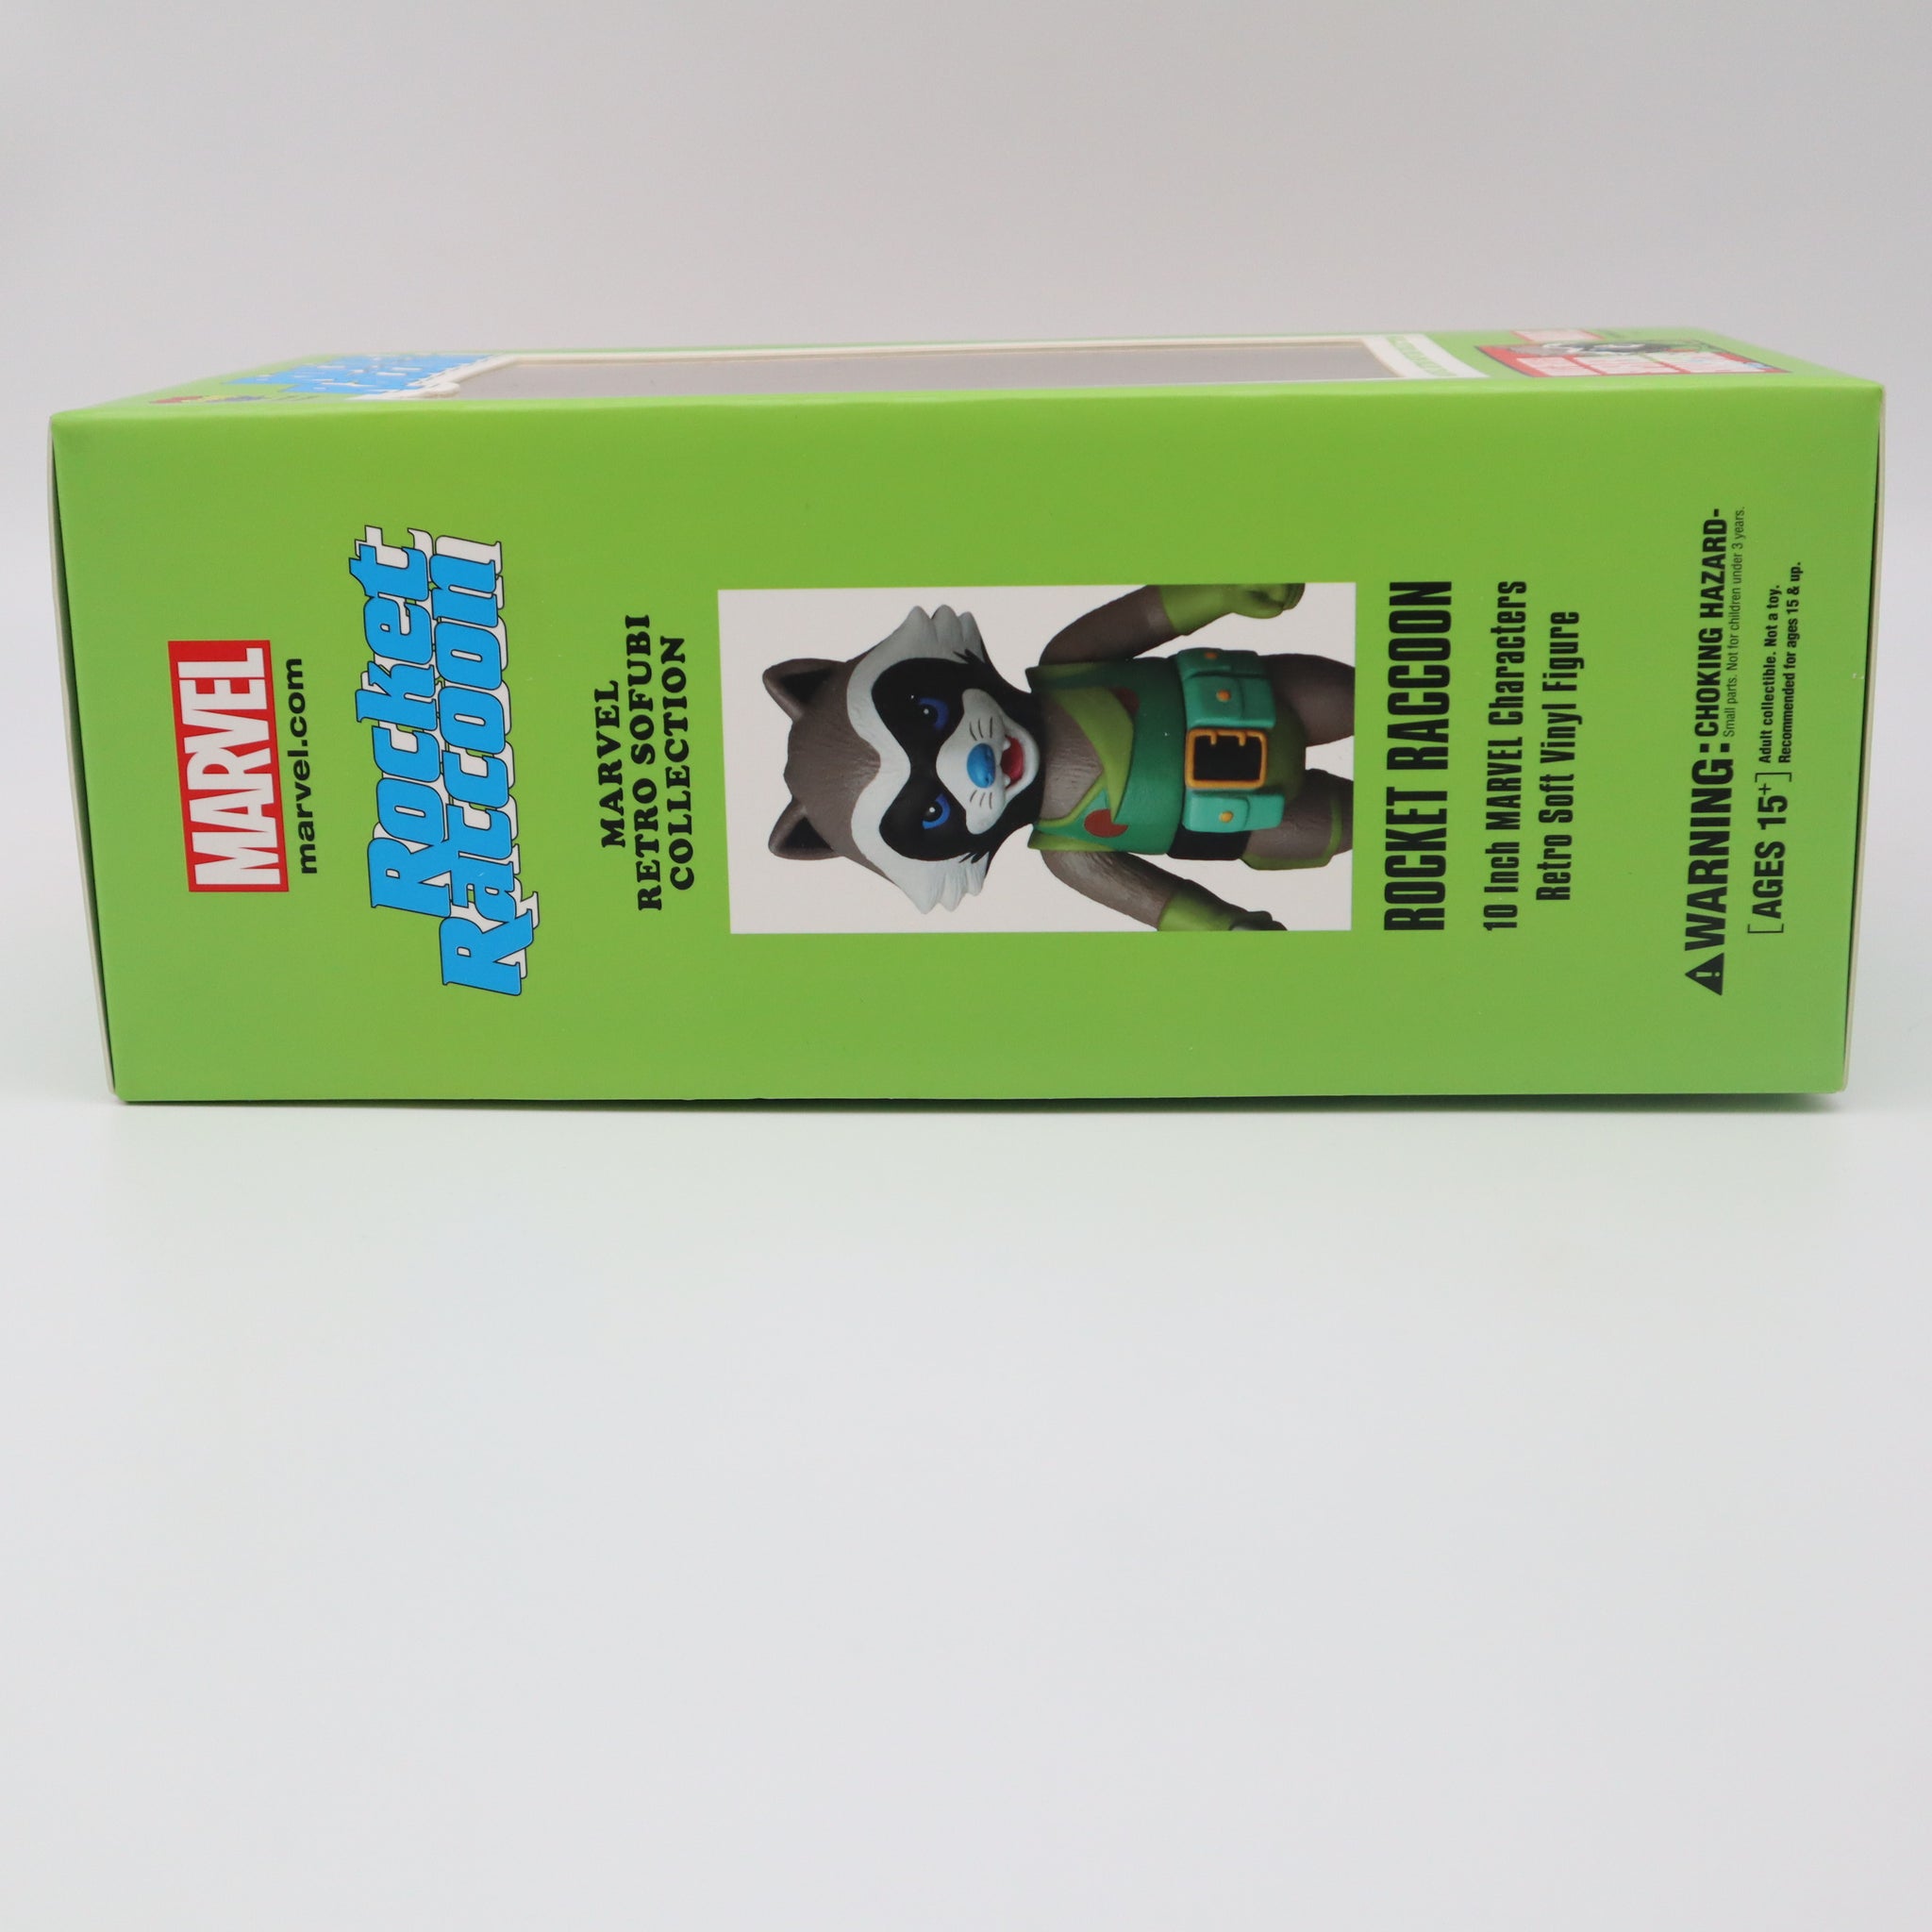 MARVEL
marvel.com
Rocket
Raccoon
MARVEL
RETRO SOFUBI
COLLECTION
ROCKET RACCOON
10 Inch MARVEL Characters
Retro Soft Vinyl Figure
WARNING: CHOKING HAZARD-
Small parts. Not for children under 3 years.
[AGES 15+] Adult collectible. Not a toy.
Recommended for ages 15 & up.